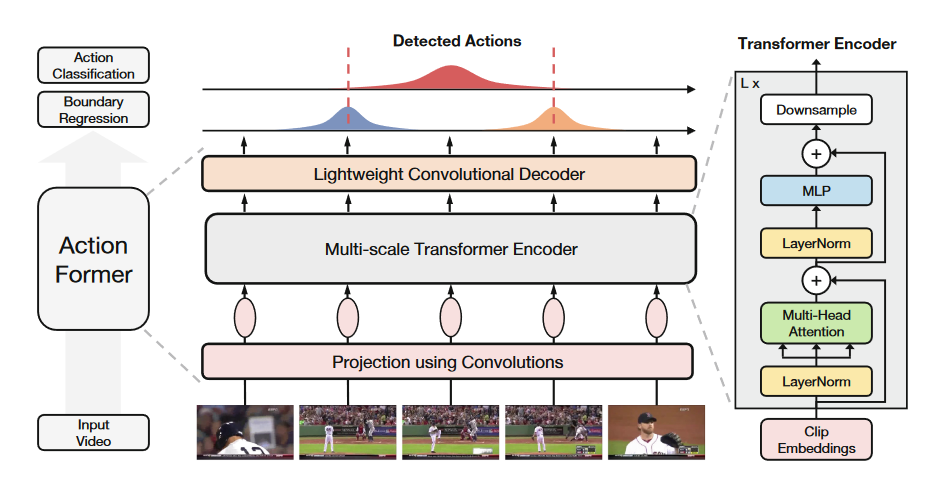 Action
Classification
Boundary
Regression
Action
Former
Input
Video
Detected Actions
Lightweight Convolutional Decoder
Multi-scale Transformer Encoder
Projection using Convolutions
Transformer Encoder
L x
Downsample
+
MLP
LayerNorm
+
Multi-Head
Attention
LayerNorm
Clip
Embeddings